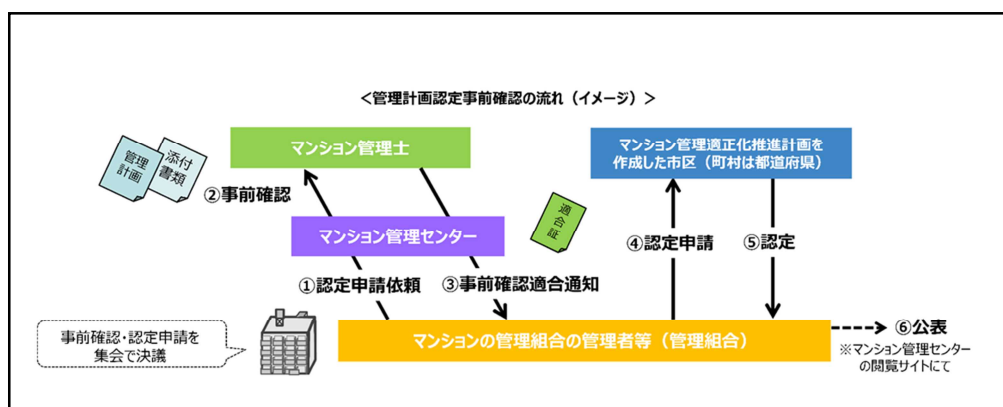 ＜管理計画認定事前確認の流れ（イメージ）＞
マンション管理士
マンション管理適正化推進計画を
作成した市区（町村は都道府県）
管理
計画
添付
書類
②事前確認
マンション管理センター
適合証
④認定申請
⑤認定
①認定申請依頼
③事前確認適合通知
事前確認・認定申請を
集会で決議
マンションの管理組合の管理者等（管理組合）
⑥公表
※マンション管理センター
の閲覧サイトにて